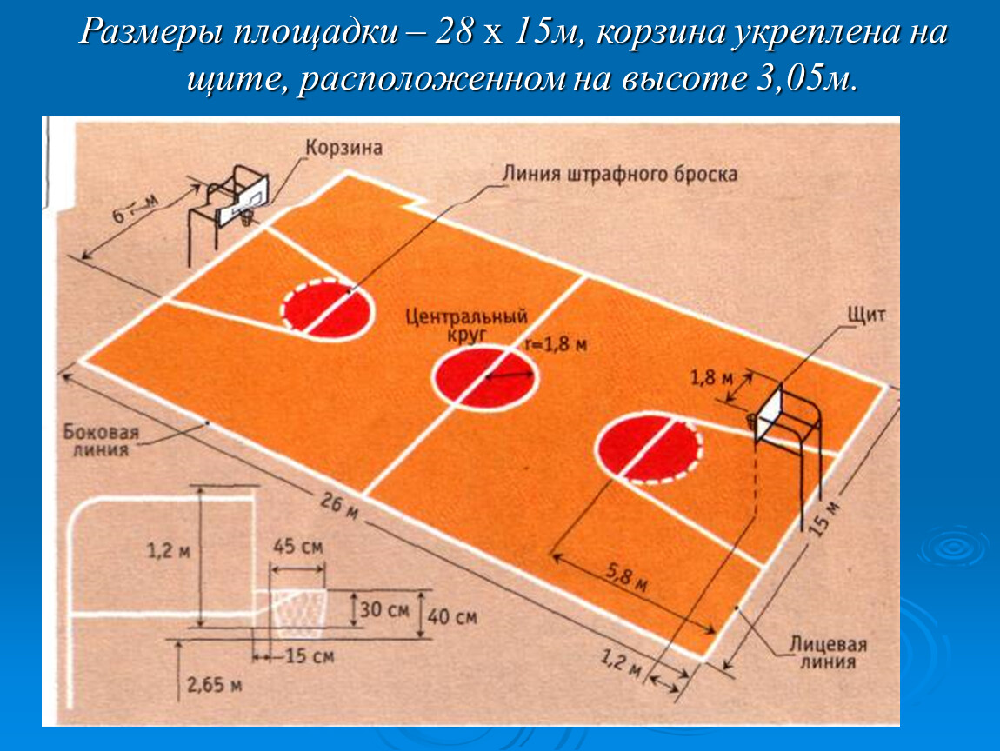 Размеры площадки – 28 х 15м, корзина укреплена на
щите, расположенном на высоте 3,05м.
Корзина
Линия штрафного броска
м
Центральный
круг
r=1,8 м
Щит
1,8 м
Боковая
линия
26 м
15 м
1,2 м
45 см
5,8 м
30 см
40 см
15 см
2,65 м
1,2 м
Лицевая
линия